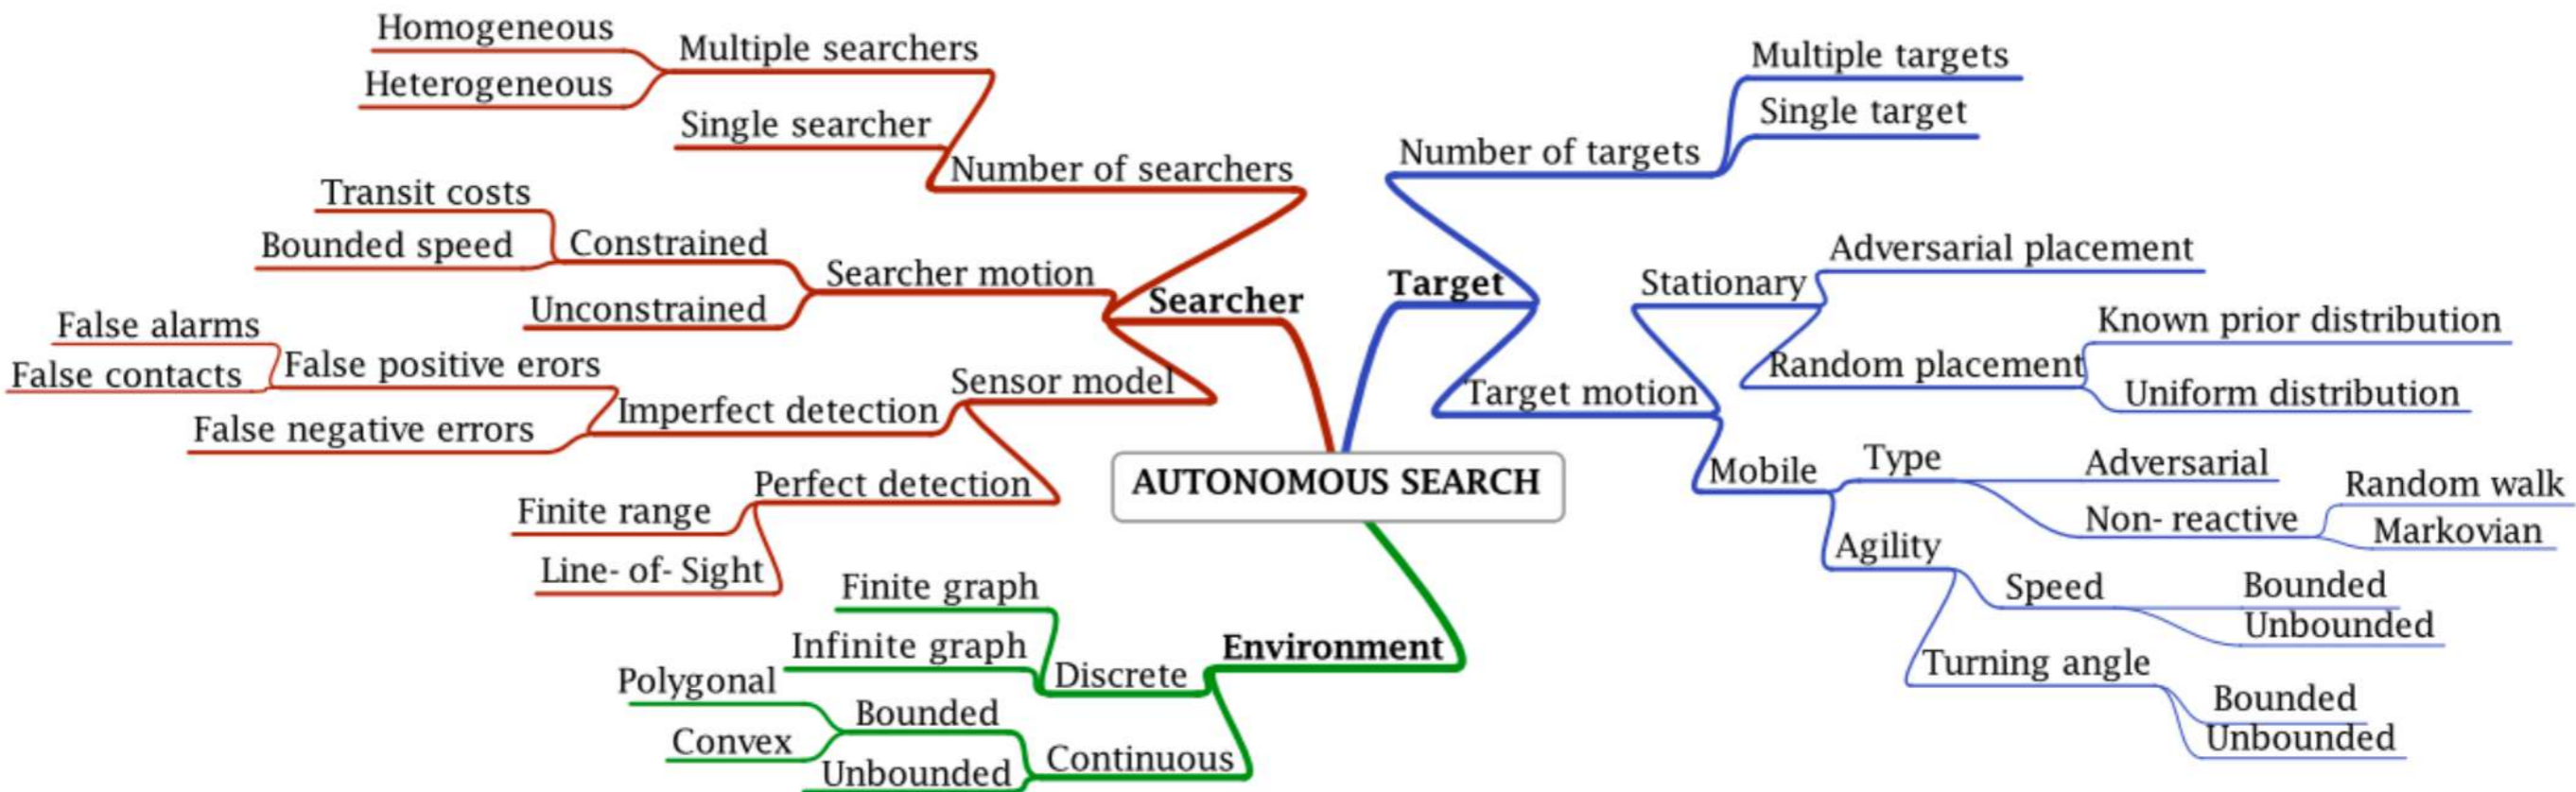 Homogeneous
Heterogeneous
Multiple searchers
Single searcher
Number of searchers
Transit costs
Bounded speed
Constrained
Unconstrained
Searcher motion
Searcher
False alarms
False contacts
False positive erors
False negative errors
Imperfect detection
Sensor model
Perfect detection
Finite range
Line- of- Sight
Multiple targets
Single target
Number of targets
Target
Target motion
Stationary
Adversarial placement
Random placement
Known prior distribution
Uniform distribution
Mobile
Type
Adversarial
Non- reactive
Random walk
Markovian
Agility
Speed
Bounded
Unbounded
Turning angle
Bounded
Unbounded
AUTONOMOUS SEARCH
Environment
Finite graph
Infinite graph
Discrete
Polygonal
Convex
Bounded
Unbounded
Continuous